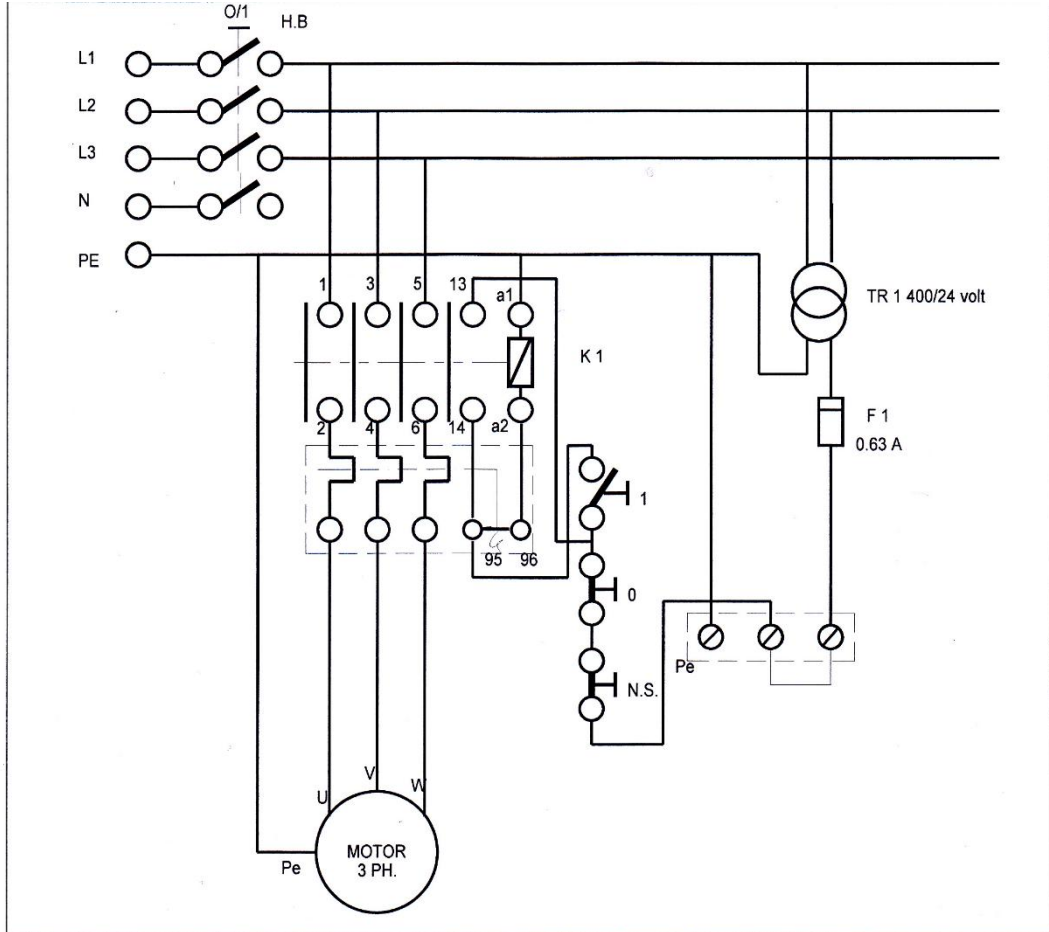 O/1
H.B
L1
L2
L3
N
PE
1
3
5
13
a1
TR 1 400/24 volt
K 1
2
4
6
14
a2
F 1
0.63 A
1
95
96
0
Pe
N.S.
U
V
W
Pe
MOTOR
3 PH.